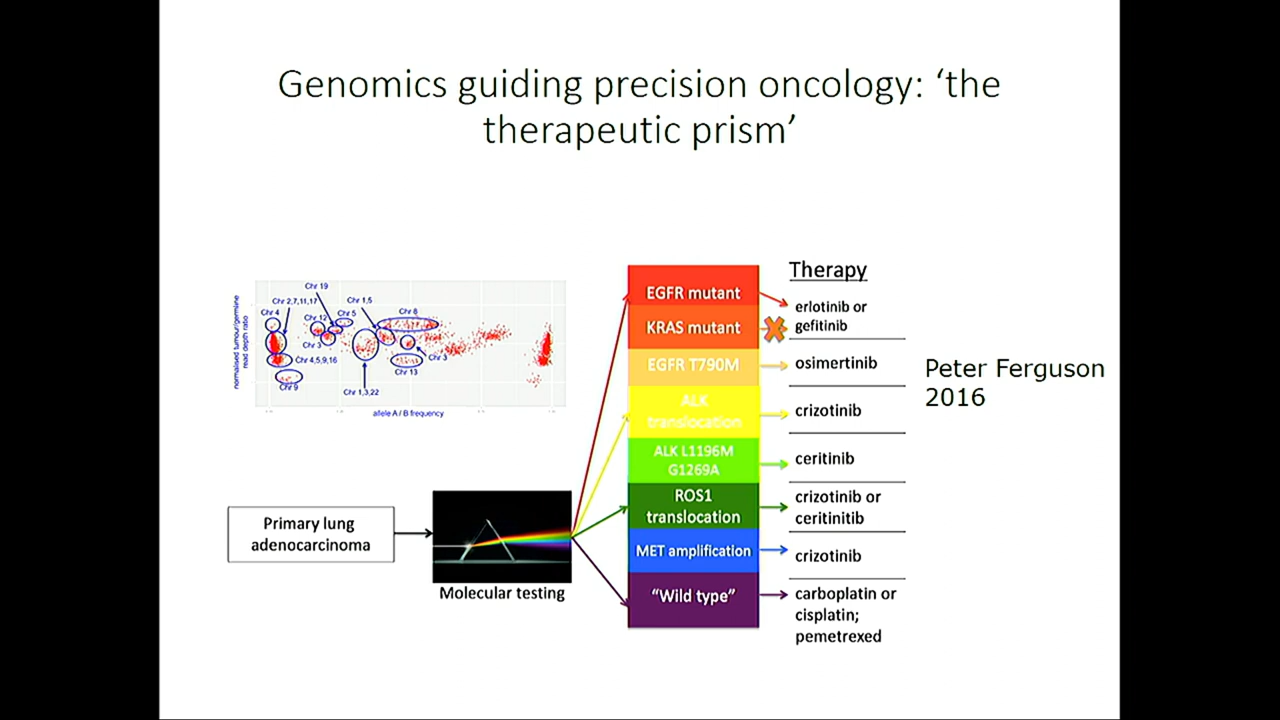 Genomics guiding precision oncology: ‘the
therapeutic prism’
normalised tumour/germline
read depth ratio
Chr 19
Chr 2,7,11,17
Chr 1,5
Chr 4
Chr 12
Chr 5
Chr 8
Chr 3
Chr 4,5,9,16
Chr 3
Chr 13
Chr 9
Chr 1,3,22
allele A / B frequency
Primary lung
adenocarcinoma
Molecular testing
EGFR mutant
KRAS mutant
EGFR T790M
ALK
translocation
ALK L1196M
G1269A
ROS1
translocation
MET amplification
“Wild type”
Therapy
erlotinib or
gefitinib
osimertinib
crizotinib
ceritinib
crizotinib or
ceritinitib
crizotinib
carboplatin or
cisplatin;
pemetrexed
Peter Ferguson
2016